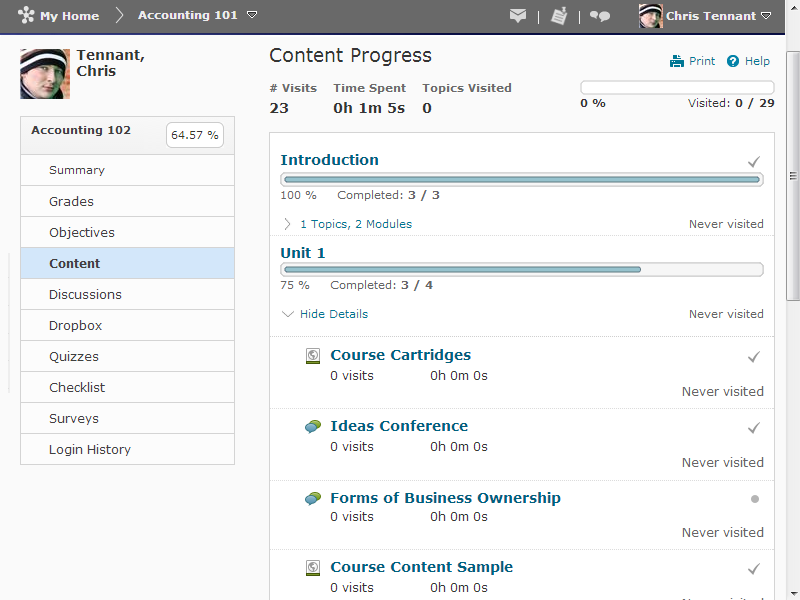 My Home Accounting 101 Chris Tennant
Tennant,
Chris
Accounting 102 64.57 %
Summary
Grades
Objectives
Content
Discussions
Dropbox
Quizzes
Checklist
Surveys
Login History
Content Progress
Print Help
# Visits Time Spent Topics Visited
23 0h 1m 5s 0
0 % Visited: 0 / 29
Introduction
100 % Completed: 3 / 3
1 Topics, 2 Modules Never visited
Unit 1
75 % Completed: 3 / 4
Hide Details Never visited
Course Cartridges
0 visits 0h 0m 0s
Never visited
Ideas Conference
0 visits 0h 0m 0s
Never visited
Forms of Business Ownership
0 visits 0h 0m 0s
Never visited
Course Content Sample
0 visits 0h 0m 0s